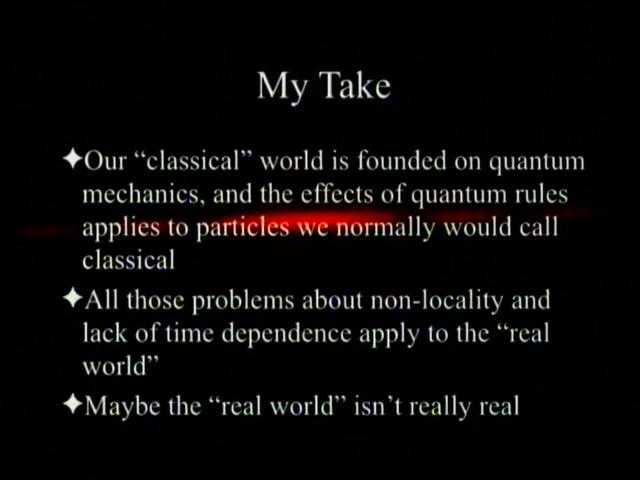 My Take
✦Our “classical” world is founded on quantum
mechanics, and the effects of quantum rules
applies to particles we normally would call
classical
✦All those problems about non-locality and
lack of time dependence apply to the “real
world”
✦Maybe the “real world” isn’t really real